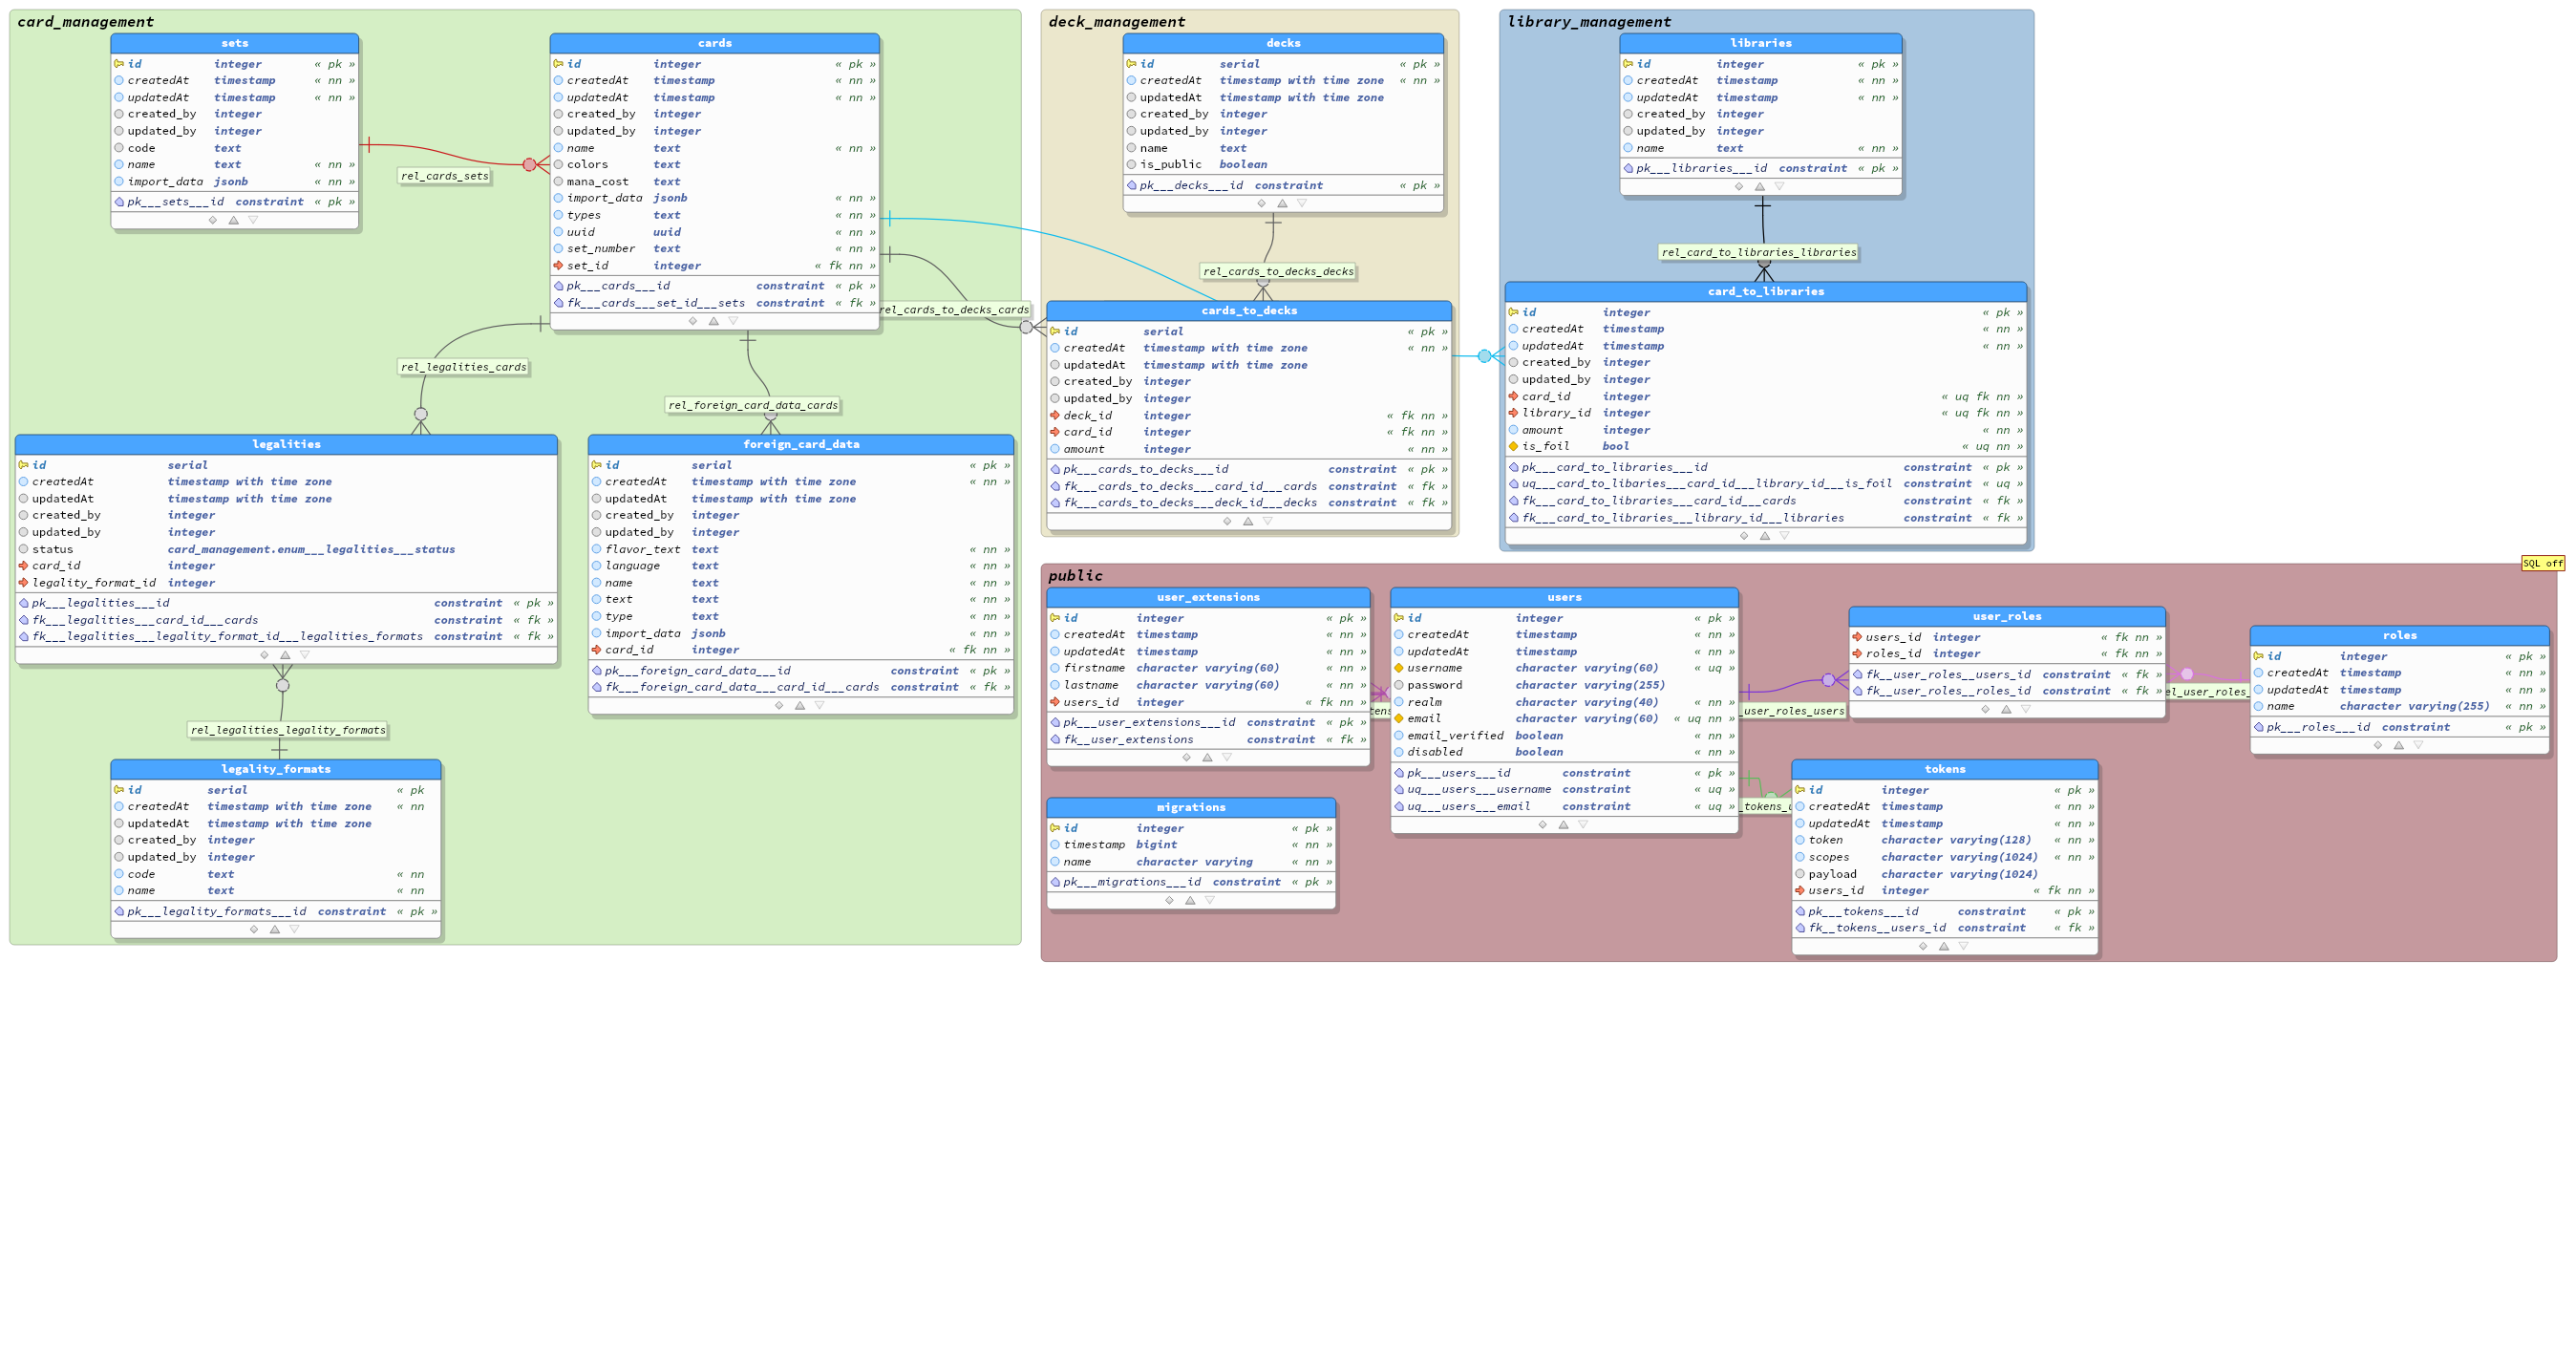 card_management
sets
id integer « pk »
createdAt timestamp « nn »
updatedAt timestamp « nn »
created_by integer
updated_by integer
code text
name text « nn »
import_data jsonb « nn »
pk___sets___id constraint « pk »
rel_cards_sets
cards
id integer « pk »
createdAt timestamp « nn »
updatedAt timestamp « nn »
created_by integer
updated_by integer
name text « nn »
colors text
mana_cost text
import_data jsonb « nn »
types text « nn »
uuid uuid « nn »
set_number text « nn »
set_id integer « fk nn »
pk___cards___id constraint « pk »
fk___cards___set_id___sets constraint « fk »
rel_cards_to_decks_cards
rel_legalities_cards
rel_foreign_card_data_cards
legalities
id serial
createdAt timestamp with time zone
updatedAt timestamp with time zone
created_by integer
updated_by integer
status card_management.enum___legalities___status
card_id integer
legality_format_id integer
pk___legalities___id constraint « pk »
fk___legalities___card_id___cards constraint « fk »
fk___legalities___legality_format_id___legalities_formats constraint « fk »
foreign_card_data
id serial « pk »
createdAt timestamp with time zone « nn »
updatedAt timestamp with time zone
created_by integer
updated_by integer
flavor_text text « nn »
language text « nn »
name text « nn »
text text « nn »
type text « nn »
import_data jsonb « nn »
card_id integer « fk nn »
pk___foreign_card_data___id constraint « pk »
fk___foreign_card_data___card_id___cards constraint « fk »
rel_legalities_legality_formats
legality_formats
id serial « pk
createdAt timestamp with time zone « nn
updatedAt timestamp with time zone
created_by integer
updated_by integer
code text « nn
name text « nn
pk___legality_formats___id constraint « pk »
deck_management
decks
id serial « pk »
createdAt timestamp with time zone « nn »
updatedAt timestamp with time zone
created_by integer
updated_by integer
name text
is_public boolean
pk___decks___id constraint « pk »
rel_cards_to_decks_decks
cards_to_decks
id serial « pk »
createdAt timestamp with time zone « nn »
updatedAt timestamp with time zone
created_by integer
updated_by integer
deck_id integer « fk nn »
card_id integer « fk nn »
amount integer « nn »
pk___cards_to_decks___id constraint « pk »
fk___cards_to_decks___card_id___cards constraint « fk »
fk___cards_to_decks___deck_id___decks constraint « fk »
library_management
libraries
id integer « pk »
createdAt timestamp « nn »
updatedAt timestamp « nn »
created_by integer
updated_by integer
name text « nn »
pk___libraries___id constraint « pk »
rel_card_to_libraries_libraries
card_to_libraries
id integer « pk »
createdAt timestamp « nn »
updatedAt timestamp « nn »
created_by integer
updated_by integer
card_id integer « uq fk nn »
library_id integer « uq fk nn »
amount integer « nn »
is_foil bool « uq nn »
pk___card_to_libraries___id constraint « pk »
uq___card_to_libaries___card_id___library_id___is_foil constraint « uq »
fk___card_to_libraries___card_id___cards constraint « fk »
fk___card_to_libraries___library_id___libraries constraint « fk »
SQL off
public
user_extensions
id integer « pk »
createdAt timestamp « nn »
updatedAt timestamp « nn »
firstname character varying(60) « nn »
lastname character varying(60) « nn »
users_id integer « fk nn »
pk___user_extensions___id constraint « pk »
fk__user_extensions constraint « fk »
users
id integer « pk »
createdAt timestamp « nn »
updatedAt timestamp « nn »
username character varying(60) « uq »
password character varying(255)
realm character varying(40) « nn »
email character varying(60) « uq nn »
email_verified boolean « nn »
disabled boolean « nn »
pk___users___id constraint « pk »
uq___users___username constraint « uq »
uq___users___email constraint « uq »
_user_roles_users
user_roles
users_id integer « fk nn »
roles_id integer « fk nn »
fk__user_roles__users_id constraint « fk »
fk__user_roles__roles_id constraint « fk »
el_user_roles_
roles
id integer « pk »
createdAt timestamp « nn »
updatedAt timestamp « nn »
name character varying(255) « nn »
pk___roles___id constraint « pk »
migrations
id integer « pk »
timestamp bigint « nn »
name character varying « nn »
pk___migrations___id constraint « pk »
tokens
id integer « pk »
createdAt timestamp « nn »
updatedAt timestamp « nn »
token character varying(128) « nn »
scopes character varying(1024) « nn »
payload character varying(1024)
users_id integer « fk nn »
pk___tokens___id constraint « pk »
fk__tokens__users_id constraint « fk »